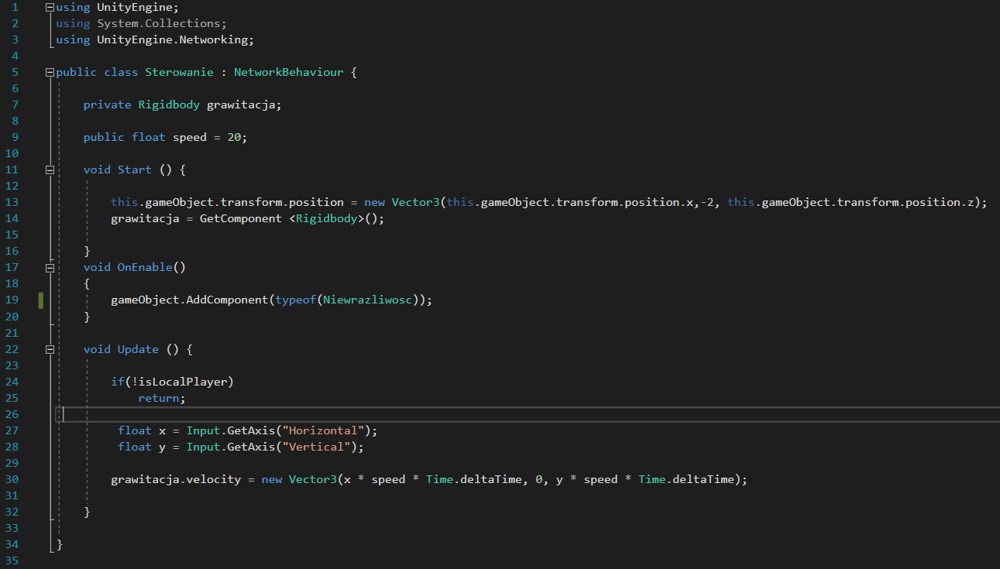 1 using UnityEngine;
2 using System.Collections;
3 using UnityEngine.Networking;
4
5 public class Sterowanie : NetworkBehaviour {
6
7 private Rigidbody grawitacja;
8
9 public float speed = 20;
10
11 void Start () {
12
13 this.gameObject.transform.position = new Vector3(this.gameObject.transform.position.x,-2, this.gameObject.transform.position.z);
14 grawitacja = GetComponent <Rigidbody>();
15
16 }
17 void OnEnable()
18 {
19 gameObject.AddComponent(typeof(Niewrazliwosc));
20 }
21
22 void Update () {
23
24 if(!isLocalPlayer)
25 return;
26
27 float x = Input.GetAxis("Horizontal");
28 float y = Input.GetAxis("Vertical");
29
30 grawitacja.velocity = new Vector3(x * speed * Time.deltaTime, 0, y * speed * Time.deltaTime);
31
32 }
33
34 }
35